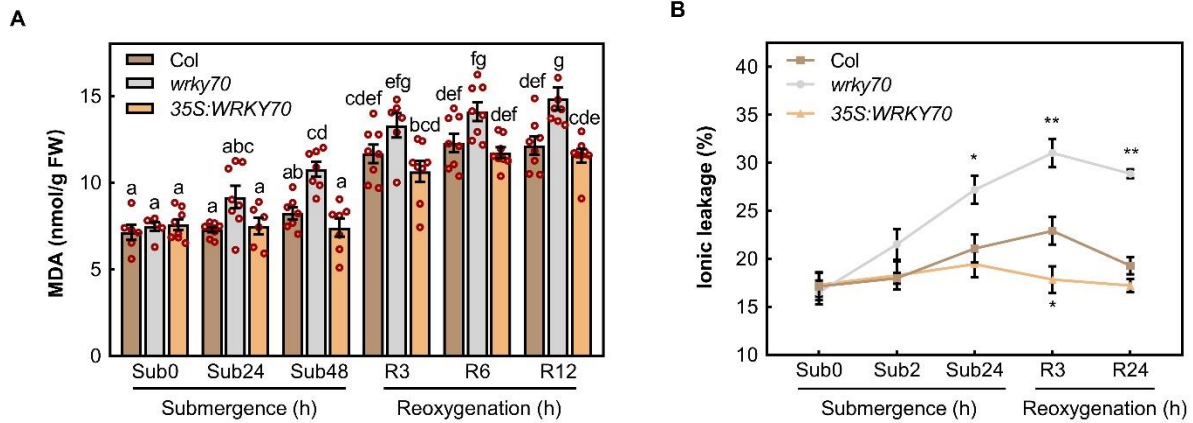 A
MDA (nmol/g FW)
15
10
5
0
Col
wrky70
35S:WRKY70
a a a
a abc a
ab cd a
cdef efg bcd
def fg def
def g cde
Sub0 Sub24 Sub48 R3 R6 R12
Submergence (h) Reoxygenation (h)
B
Ionic leakage (%)
40
35
30
25
20
15
10
Col
wrky70
35S:WRKY70
* ** **
*
Sub0 Sub2 Sub24 R3 R24
Submergence (h) Reoxygenation (h)